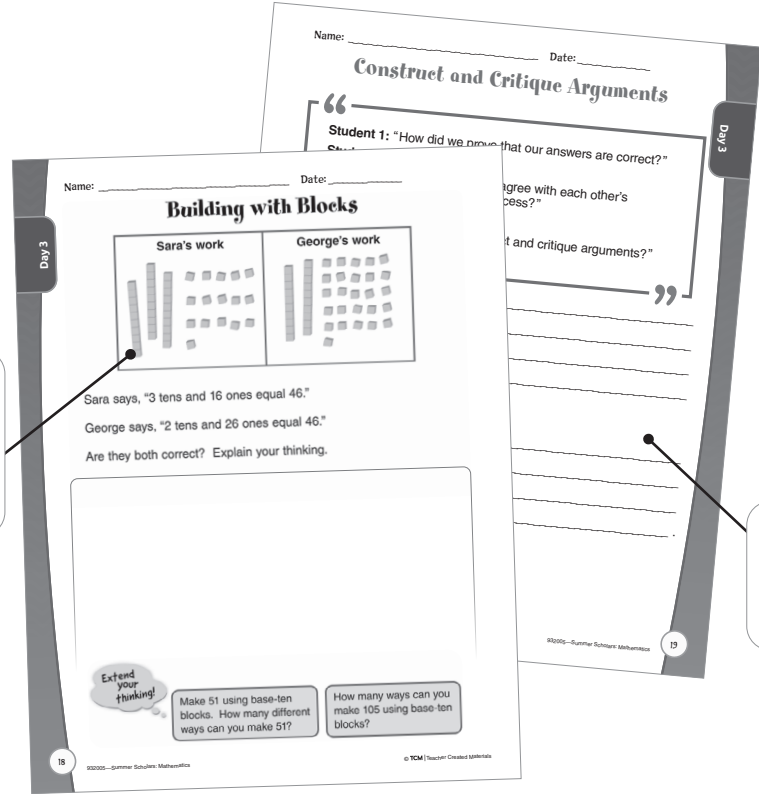 Name:
Date:
Building with Blocks
Day 3
Sara's work
George's work
Sara says, “3 tens and 16 ones equal 46.”
George says, “2 tens and 26 ones equal 46.”
Are they both correct? Explain your thinking.
Extend
your
thinking!
Make 51 using base-ten
blocks. How many different
ways can you make 51?
How many ways can you
make 105 using base-ten
blocks?
18
932005—Summer Scholars: Mathematics
© TCM | Teacher Created Materials
Name:
Date:
Construct and Critique Arguments
Day 3
“
Student 1: “How did we prove that our answers are correct?”
agree with each other's
and critique arguments?”
”
932005—Summer Scholars: Mathematics
19